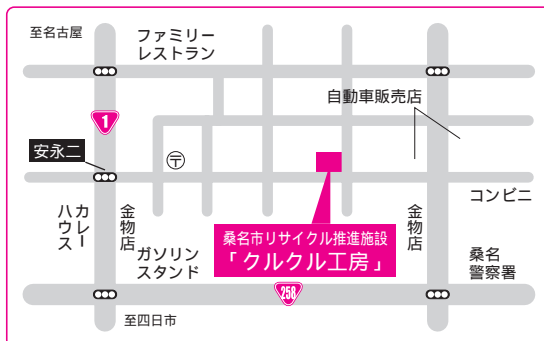 至名古屋
ファミリー
レストラン
自動車販売店
1
安永二
〒
コンビニ
カレー
ハウス
金物店
ガソリン
スタンド
桑名市リサイクル推進施設
「クルクル工房」
金物店
桑名
警察署
258
至四日市